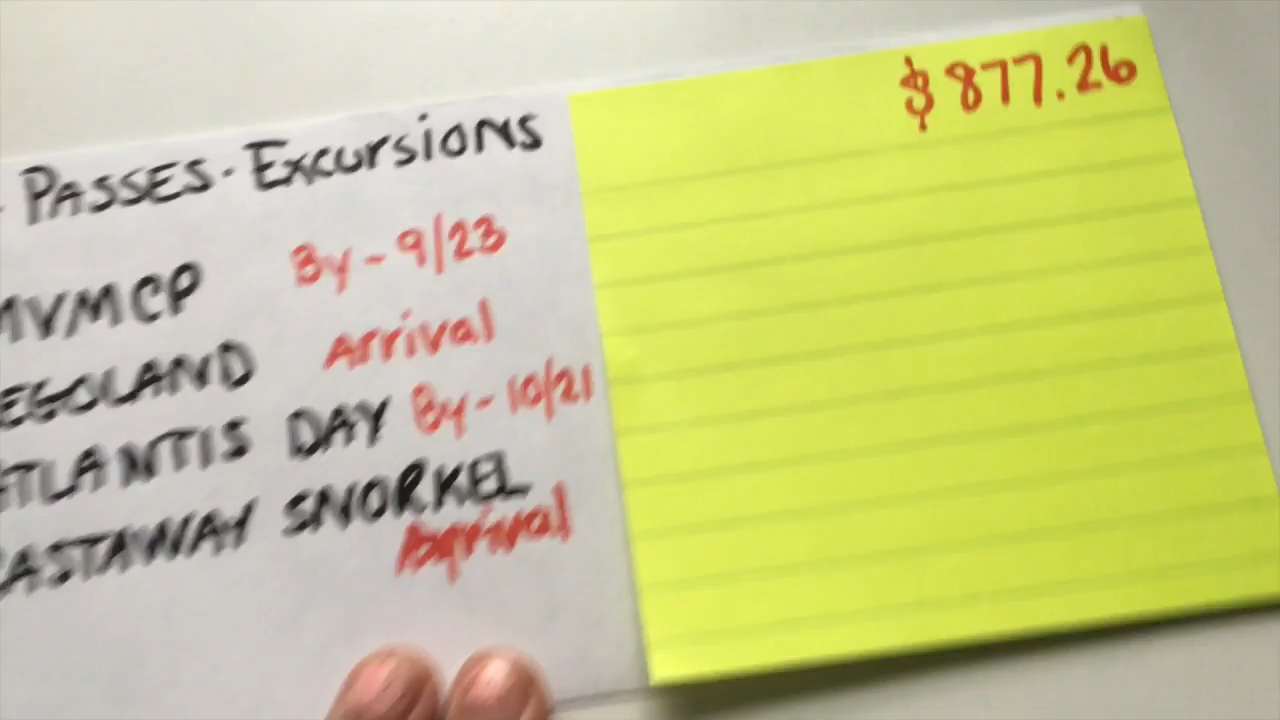 - PASSES - Excursions
$877.26
MVMCP By - 9/23
EGOLAND Arrival
TLANTIS DAY By - 10/21
ASTAWAY SNORKEL
Arrival